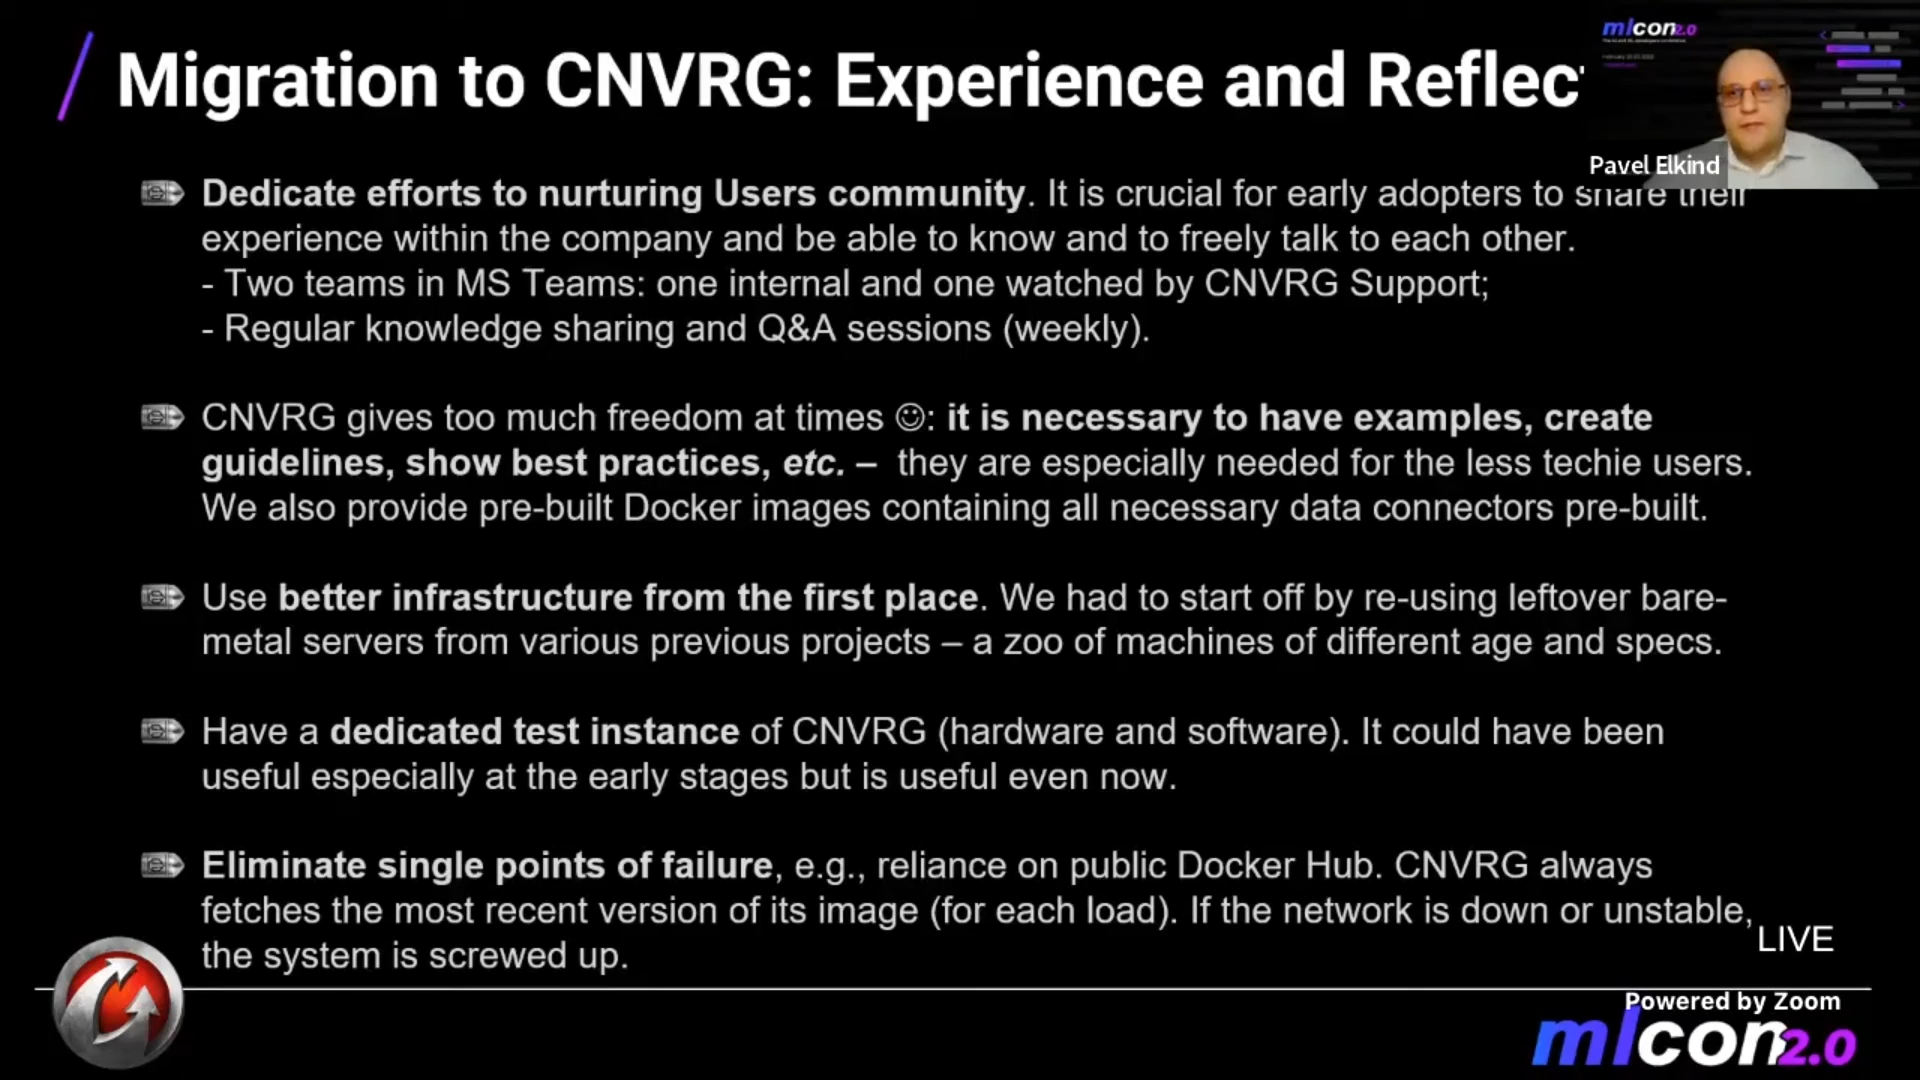 Migration to CNVRG: Experience and Reflec
mlcon2.0
Pavel Elkind
Dedicate efforts to nurturing Users community. It is crucial for early adopters to share their
experience within the company and be able to know and to freely talk to each other.
- Two teams in MS Teams: one internal and one watched by CNVRG Support;
- Regular knowledge sharing and Q&A sessions (weekly).
CNVRG gives too much freedom at times ☺: it is necessary to have examples, create
guidelines, show best practices, etc. – they are especially needed for the less techie users.
We also provide pre-built Docker images containing all necessary data connectors pre-built.
Use better infrastructure from the first place. We had to start off by re-using leftover bare-
metal servers from various previous projects – a zoo of machines of different age and specs.
Have a dedicated test instance of CNVRG (hardware and software). It could have been
useful especially at the early stages but is useful even now.
Eliminate single points of failure, e.g., reliance on public Docker Hub. CNVRG always
fetches the most recent version of its image (for each load). If the network is down or unstable,
the system is screwed up.
LIVE
Powered by Zoom
mlcon2.0